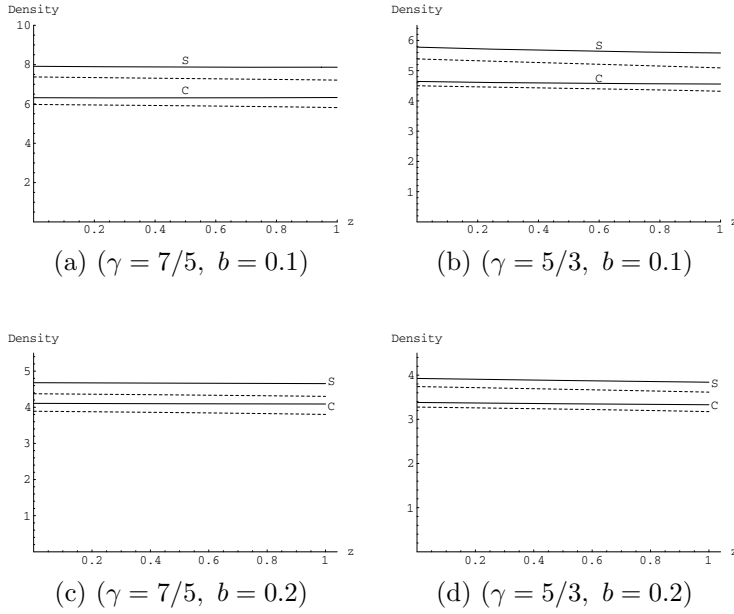 Density
10
8
6
4
2
S
C
0.2 0.4 0.6 0.8 1
z
(a) (γ = 7/5, b = 0.1)
Density
6
5
4
3
2
1
S
C
0.2 0.4 0.6 0.8 1
z
(b) (γ = 5/3, b = 0.1)
Density
5
4
3
2
1
S
C
0.2 0.4 0.6 0.8 1
z
(c) (γ = 7/5, b = 0.2)
Density
4
3
2
1
S
C
0.2 0.4 0.6 0.8 1
z
(d) (γ = 5/3, b = 0.2)